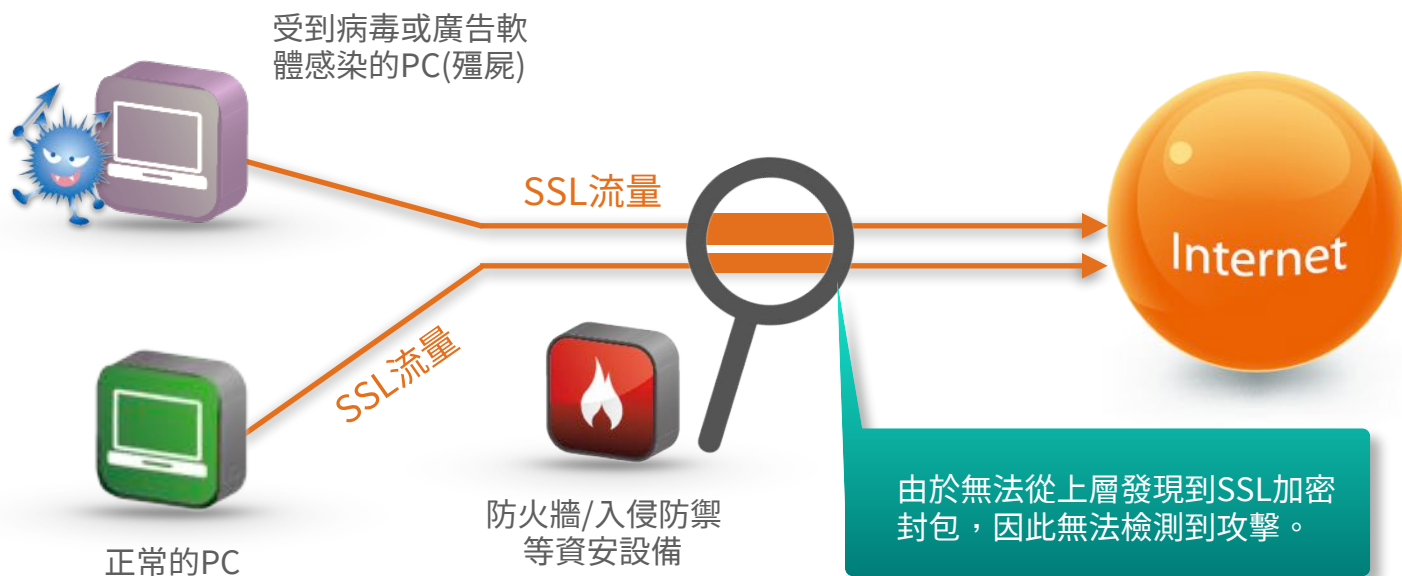 受到病毒或廣告軟
體感染的PC(殭屍)
SSL流量
Internet
SSL流量
由於無法從上層發現到SSL加密
封包，因此無法檢測到攻擊。
防火牆/入侵防禦
等資安設備
正常的PC